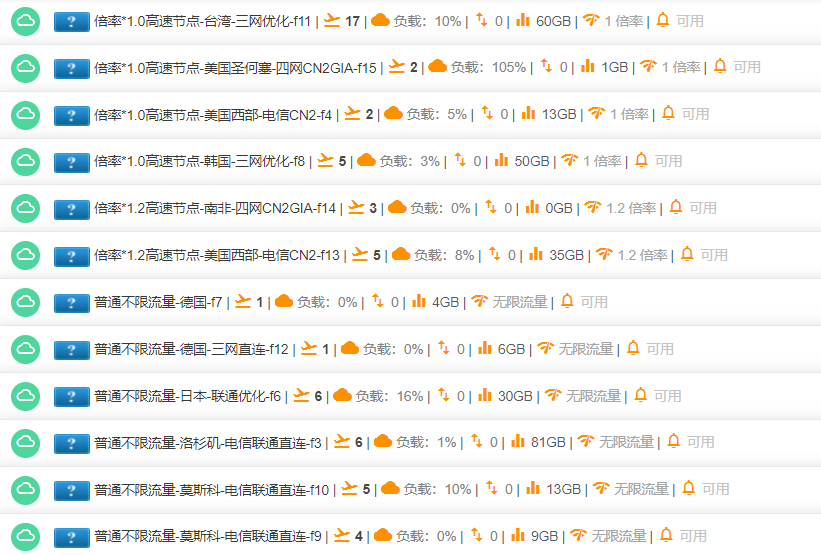 ? 倍率*1.0高速节点-台湾-三网优化-f11 | 17 | 负载：10% | 0 | 60GB | 1 倍率 | 可用
? 倍率*1.0高速节点-美国圣何塞-四网CN2GIA-f15 | 2 | 负载：105% | 0 | 1GB | 1 倍率 | 可用
? 倍率*1.0高速节点-美国西部-电信CN2-f4 | 2 | 负载：5% | 0 | 13GB | 1 倍率 | 可用
? 倍率*1.0高速节点-韩国-三网优化-f8 | 5 | 负载：3% | 0 | 50GB | 1 倍率 | 可用
? 倍率*1.2高速节点-南非-四网CN2GIA-f14 | 3 | 负载：0% | 0 | 0GB | 1.2 倍率 | 可用
? 倍率*1.2高速节点-美国西部-电信CN2-f13 | 5 | 负载：8% | 0 | 35GB | 1.2 倍率 | 可用
? 普通不限流量-德国-f7 | 1 | 负载：0% | 0 | 4GB | 无限流量 | 可用
? 普通不限流量-德国-三网直连-f12 | 1 | 负载：0% | 0 | 6GB | 无限流量 | 可用
? 普通不限流量-日本-联通优化-f6 | 6 | 负载：16% | 0 | 30GB | 无限流量 | 可用
? 普通不限流量-洛杉矶-电信联通直连-f3 | 6 | 负载：1% | 0 | 81GB | 无限流量 | 可用
? 普通不限流量-莫斯科-电信联通直连-f10 | 5 | 负载：10% | 0 | 13GB | 无限流量 | 可用
? 普通不限流量-莫斯科-电信联通直连-f9 | 4 | 负载：0% | 0 | 9GB | 无限流量 | 可用